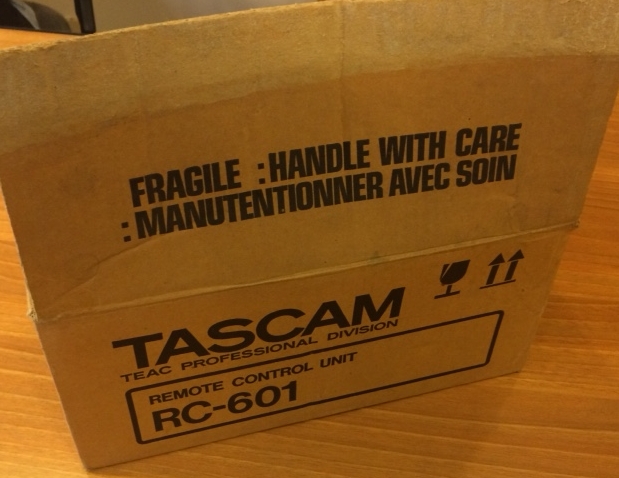 FRAGILE :HANDLE WITH CARE
:MANUTENTIONNER AVEC SOIN
TASCAM
TEAC PROFESSIONAL DIVISION
REMOTE CONTROL UNIT
RC-601